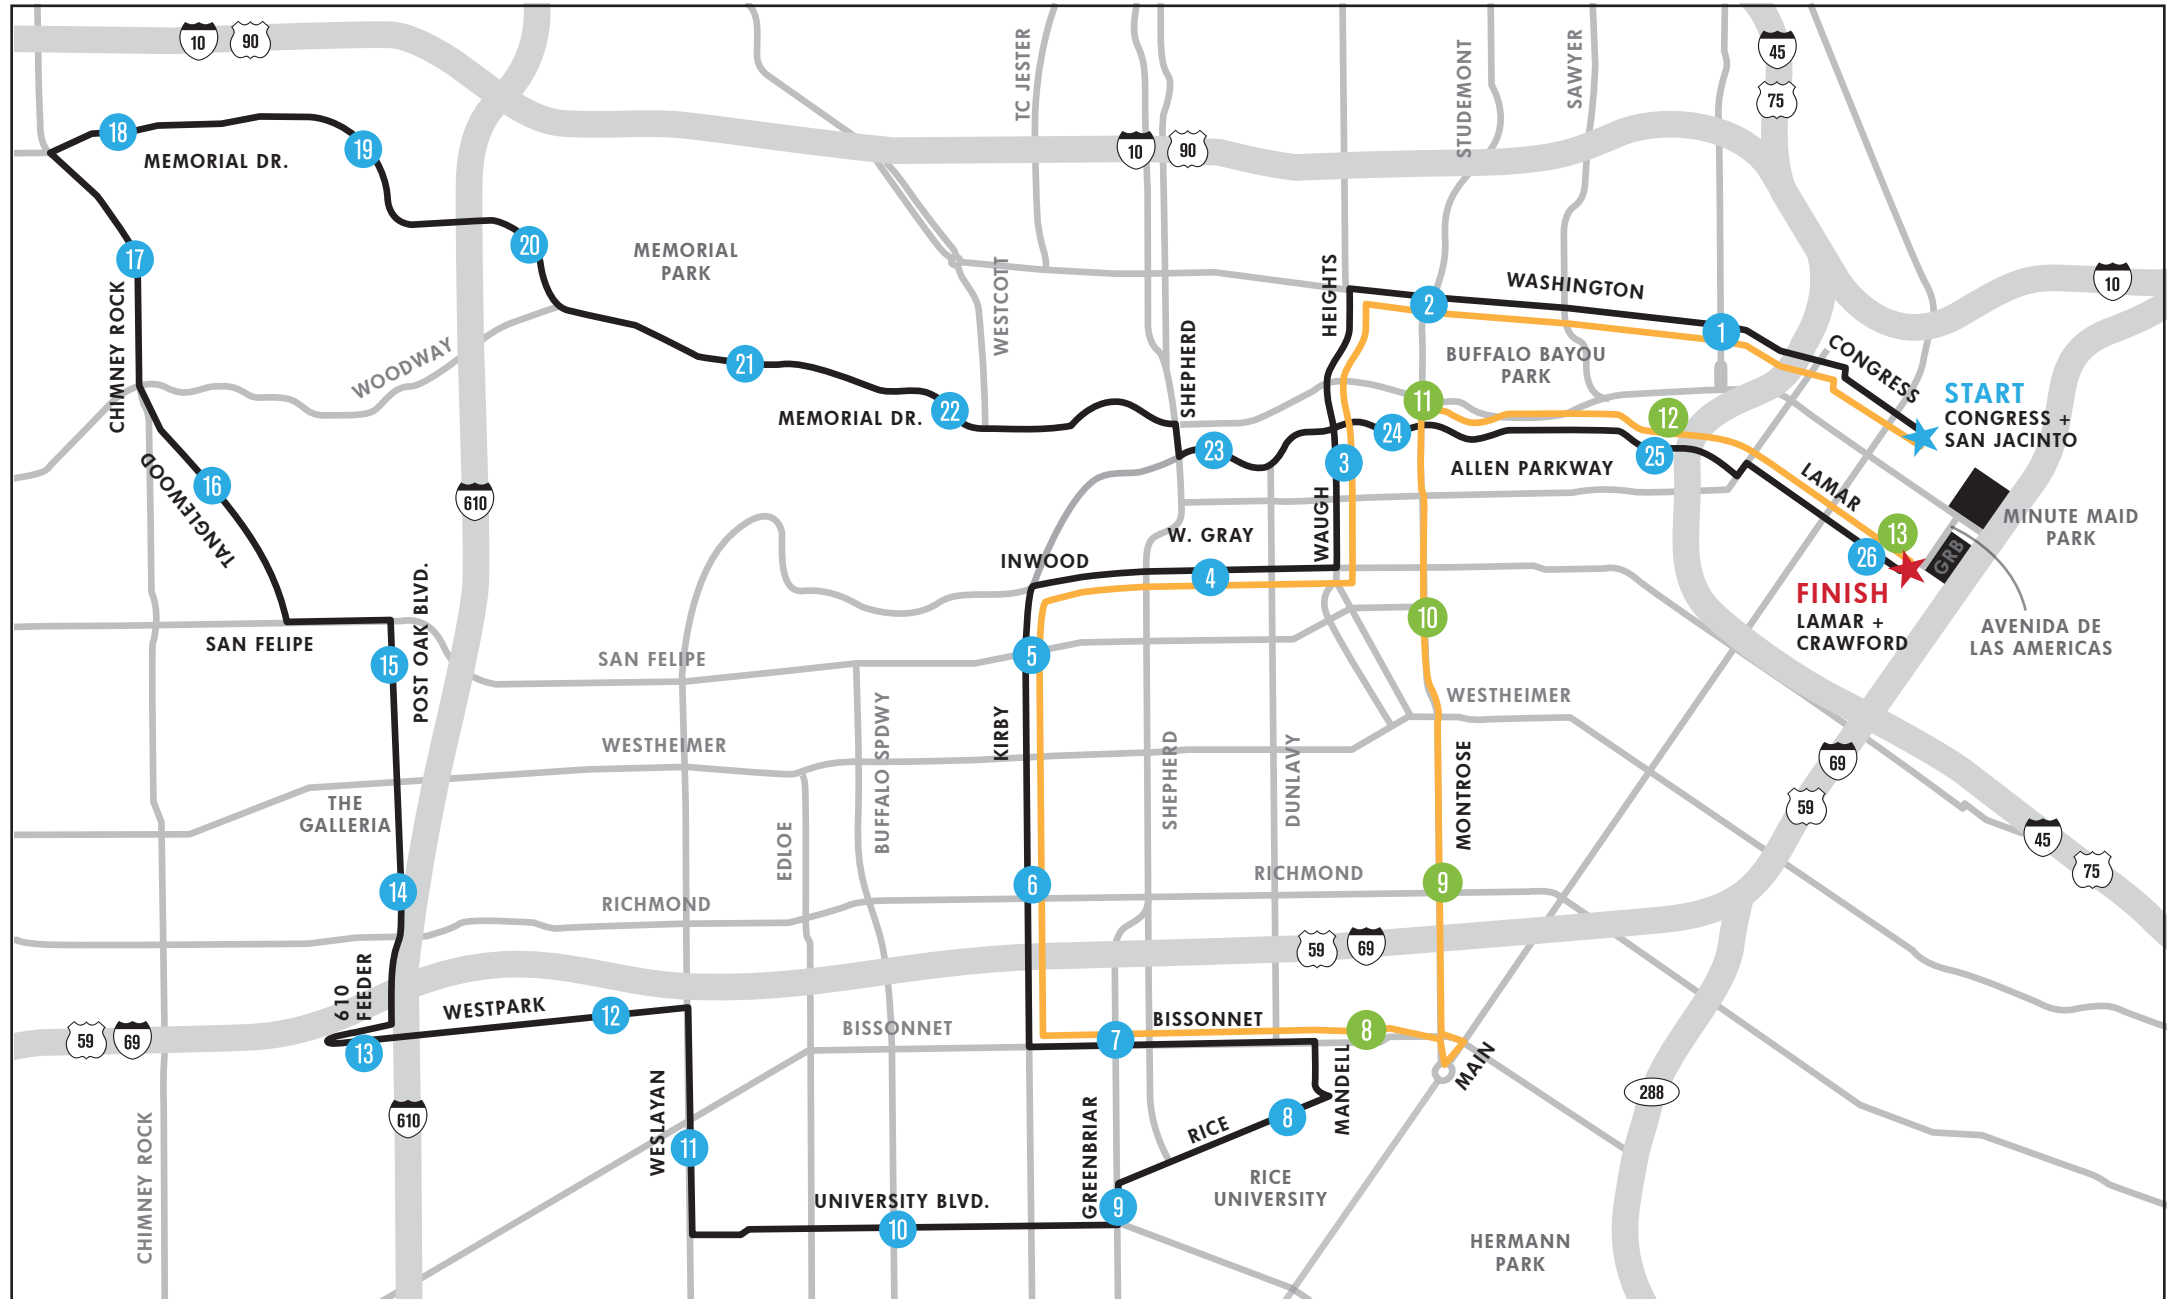 10
90
45
75
TC JESTER
STUDEMONT
SAWYER
10
90
18
MEMORIAL DR.
19
17
20
MEMORIAL
PARK
WESTCOTT
HEIGHTS
2
WASHINGTON
1
10
CHIMNEY ROCK
WOODWAY
21
SHEPHERD
BUFFALO BAYOU
PARK
CONGRESS
START
CONGRESS +
SAN JACINTO
MEMORIAL DR.
22
23
24
11
12
25
3
ALLEN PARKWAY
LAMAR
TANGLEWOOD
16
610
WAUGH
W. GRAY
INWOOD
4
13
26
GRB
MINUTE MAID
PARK
FINISH
LAMAR +
CRAWFORD
AVENIDA DE
LAS AMERICAS
10
SAN FELIPE
15
POST OAK BLVD.
SAN FELIPE
5
WESTHEIMER
KIRBY
BUFFALO SPDWY
WESTHEIMER
SHEPHERD
DUNLAVY
MONTROSE
69
59
THE
GALLERIA
EDLOE
45
75
14
RICHMOND
6
RICHMOND
9
59
69
610
FEEDER
WESTPARK
12
BISSONNET
7
BISSONNET
8
59
69
13
MANDELL
MAIN
288
610
CHIMNEY ROCK
WESLAYAN
11
GREENBRIAR
RICE
8
RICE
UNIVERSITY
UNIVERSITY BLVD.
10
9
HERMANN
PARK